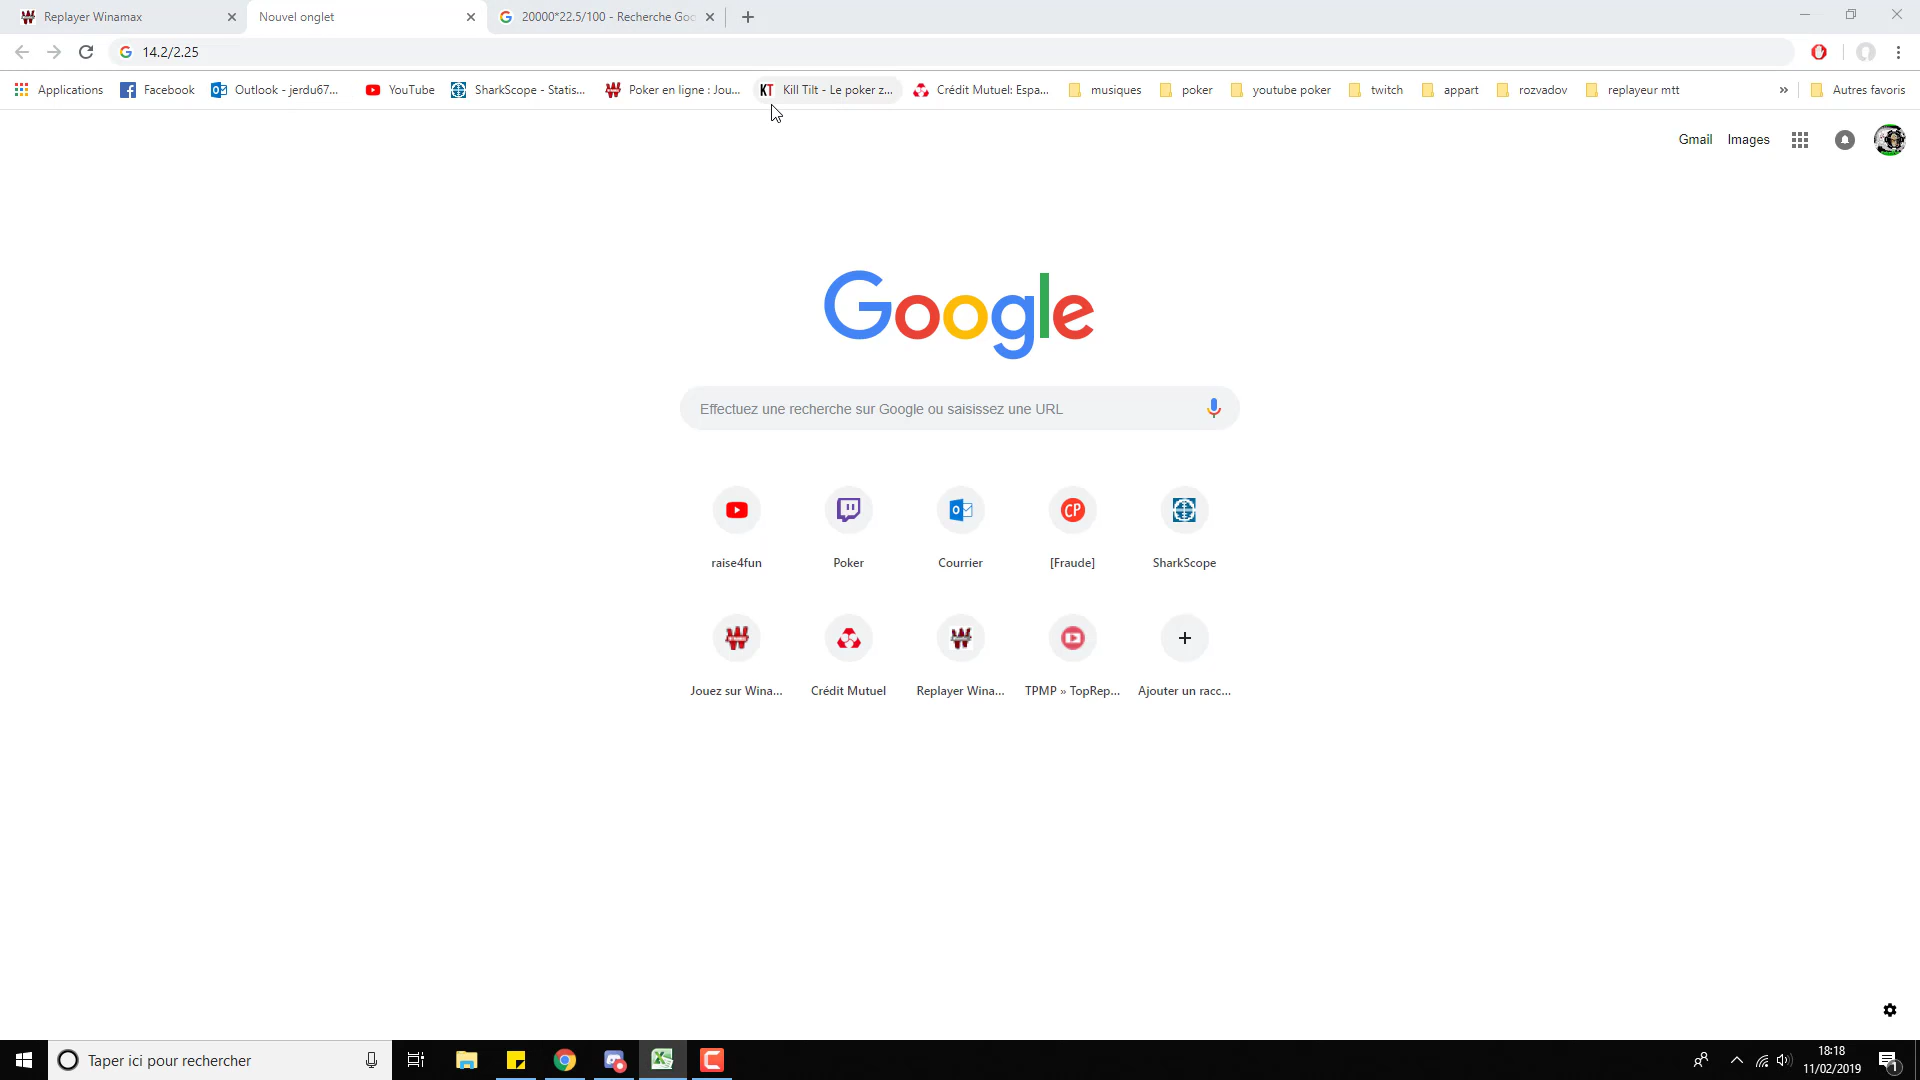 Replayer Winamax
Nouvel onglet
20000*22.5/100 - Recherche Goo
14.2/2.25
Applications
Facebook
Outlook - jerdu67...
YouTube
SharkScope - Statis...
Poker en ligne : Jou...
KT Kill Tilt - Le poker z...
Crédit Mutuel: Espa...
musiques
poker
youtube poker
twitch
appart
rozvadov
replayeur mtt
»
Autres favoris
Gmail Images
Google
Effectuez une recherche sur Google ou saisissez une URL
raise4fun
Poker
Courrier
CP
[Fraude]
SharkScope
Jouez sur Wina...
Crédit Mutuel
Replayer Wina...
TPMP » TopRep...
Ajouter un racc...
Taper ici pour rechercher
18:18
11/02/2019
1